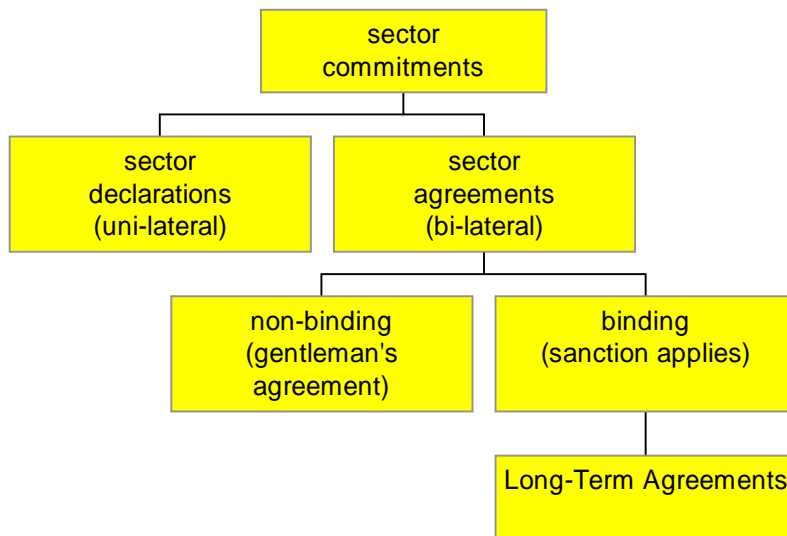 sector
commitments
sector
declarations
(uni-lateral)
sector
agreements
(bi-lateral)
non-binding
(gentleman's
agreement)
binding
(sanction applies)
Long-Term Agreements